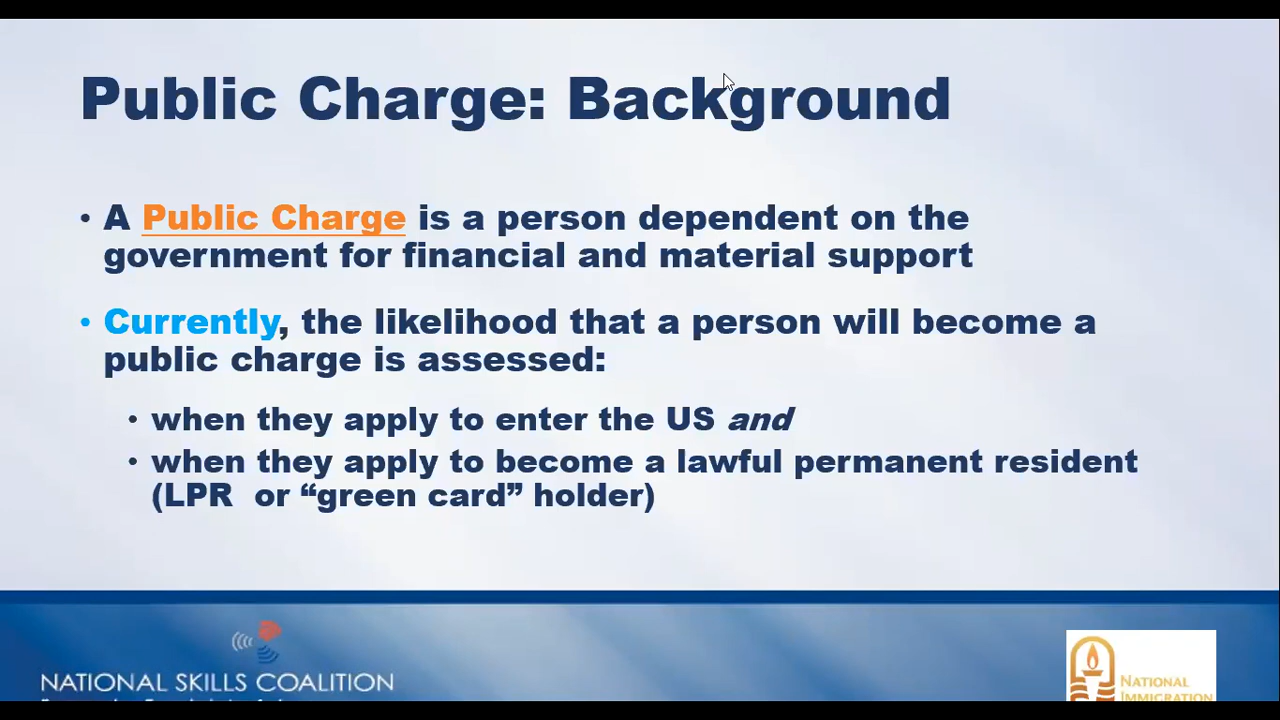 Public Charge: Background
• A Public Charge is a person dependent on the
government for financial and material support
• Currently, the likelihood that a person will become a
public charge is assessed:
• when they apply to enter the US and
• when they apply to become a lawful permanent resident
(LPR  or “green card” holder)
NATIONAL SKILLS COALITION
NATIONAL
IMMIGRATION